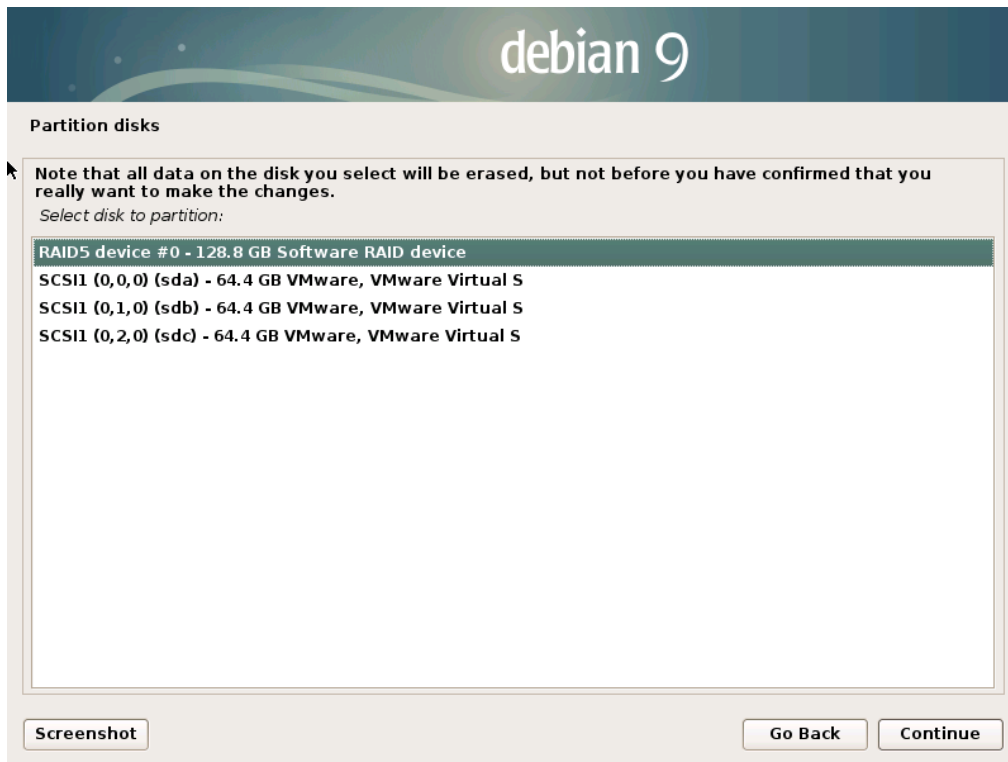 debian 9
Partition disks
Note that all data on the disk you select will be erased, but not before you have confirmed that you
really want to make the changes.
Select disk to partition:
RAID5 device #0 - 128.8 GB Software RAID device
SCSI1 (0,0,0) (sda) - 64.4 GB VMware, VMware Virtual S
SCSI1 (0,1,0) (sdb) - 64.4 GB VMware, VMware Virtual S
SCSI1 (0,2,0) (sdc) - 64.4 GB VMware, VMware Virtual S
Screenshot
Go Back
Continue